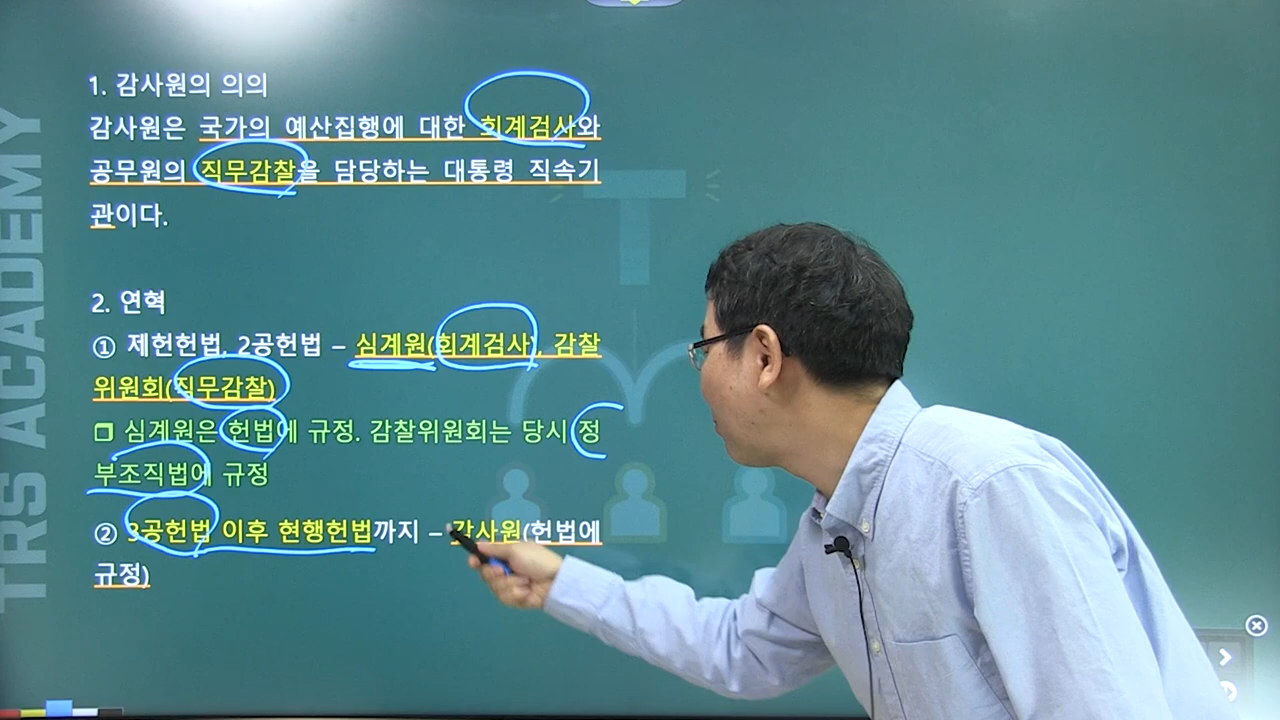 TRS ACADEMY
1. 감사원의 의의
감사원은 국가의 예산집행에 대한 회계검사와
공무원의 직무감찰을 담당하는 대통령 직속기
관이다.
2. 연혁
① 제헌헌법, 2공헌법 – 심계원(회계검사), 감찰
위원회(직무감찰)
❐ 심계원은 헌법에 규정. 감찰위원회는 당시 정
부조직법에 규정
② 3공헌법 이후 현행헌법까지 – 감사원(헌법에
규정)